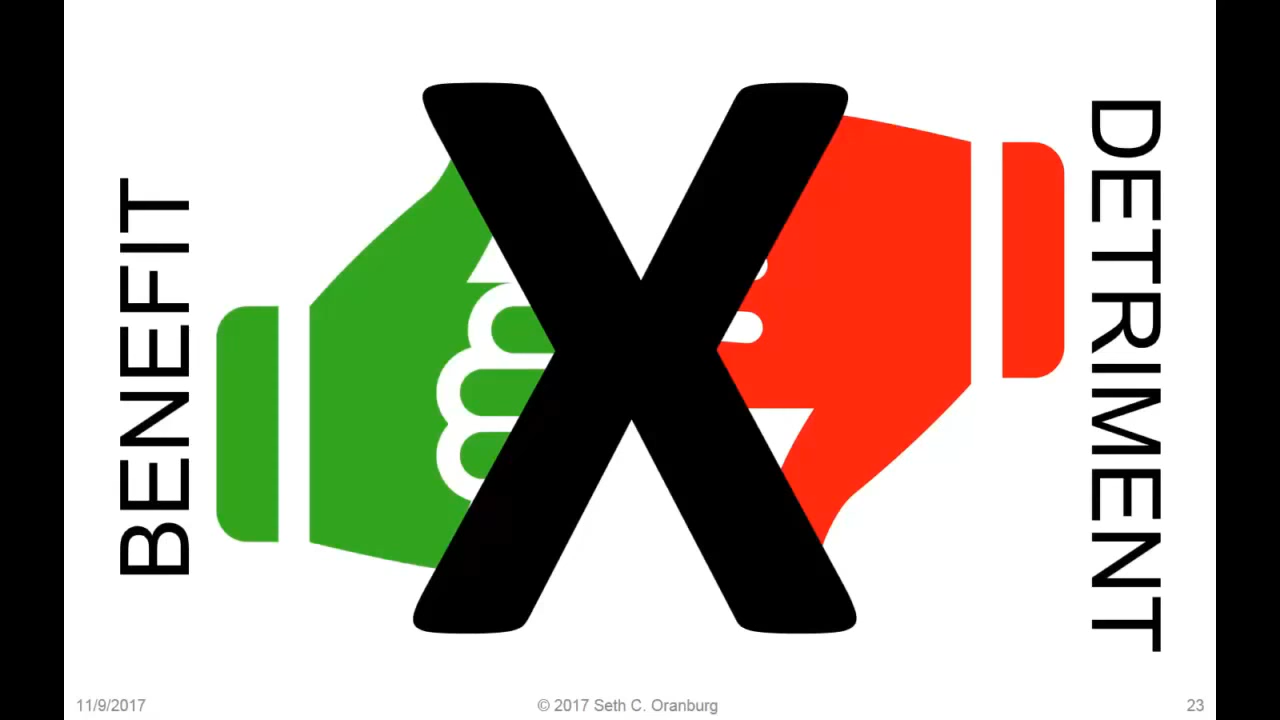 BENEFIT
X
DETRIMENT
11/9/2017
© 2017 Seth C. Oranburg
23